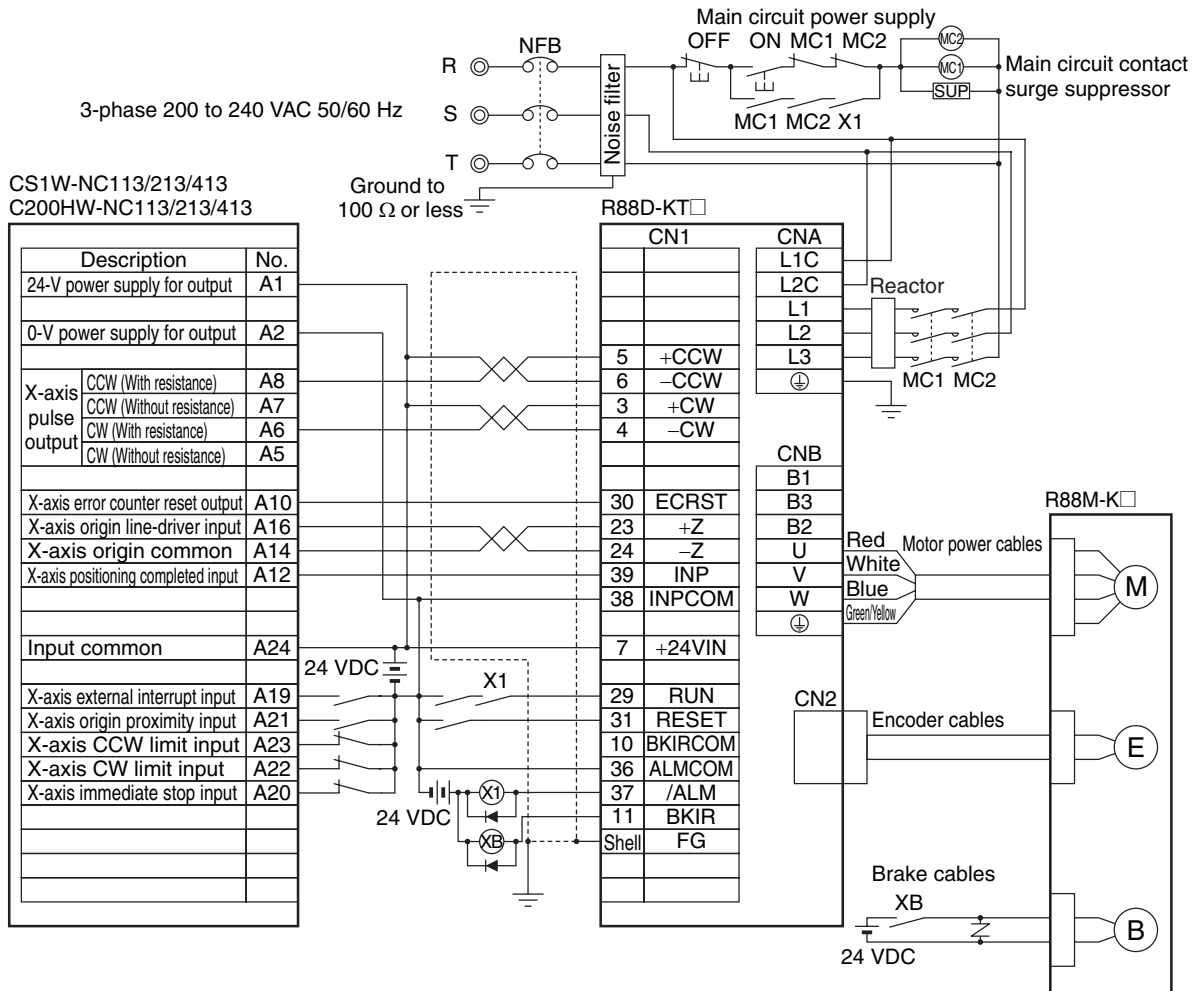 Main circuit power supply
OFF ON MC1 MC2
MC2
NFB
R
MC1
Main circuit contact
surge suppressor
SUP
Noise filter
3-phase 200 to 240 VAC 50/60 Hz
S
MC1 MC2 X1
T
CS1W-NC113/213/413
C200HW-NC113/213/413
Ground to
100 Ω or less
R88D-KT□
CN1 CNA
Description No.
L1C
24-V power supply for output A1
L2C
Reactor
L1
0-V power supply for output A2
L2
5 +CCW
L3
MC1 MC2
X-axis pulse output
CCW (With resistance) A8
6 −CCW
CCW (Without resistance) A7
3 +CW
CW (With resistance) A6
4 −CW
CW (Without resistance) A5
CNB
B1
X-axis error counter reset output A10
30 ECRST
B3
R88M-K□
X-axis origin line-driver input A16
23 +Z
B2
X-axis origin common A14
24 −Z
U
Red
Motor power cables
X-axis positioning completed input A12
39 INP
V
White
M
38 INPCOM
W
Blue
Green/Yellow
Input common A24
7 +24VIN
24 VDC
X1
X-axis external interrupt input A19
29 RUN
CN2
X-axis origin proximity input A21
31 RESET
Encoder cables
X-axis CCW limit input A23
10 BKIRCOM
E
X-axis CW limit input A22
36 ALMCOM
X-axis immediate stop input A20
X1
37 /ALM
24 VDC
11 BKIR
XB
Shell FG
Brake cables
XB
B
24 VDC